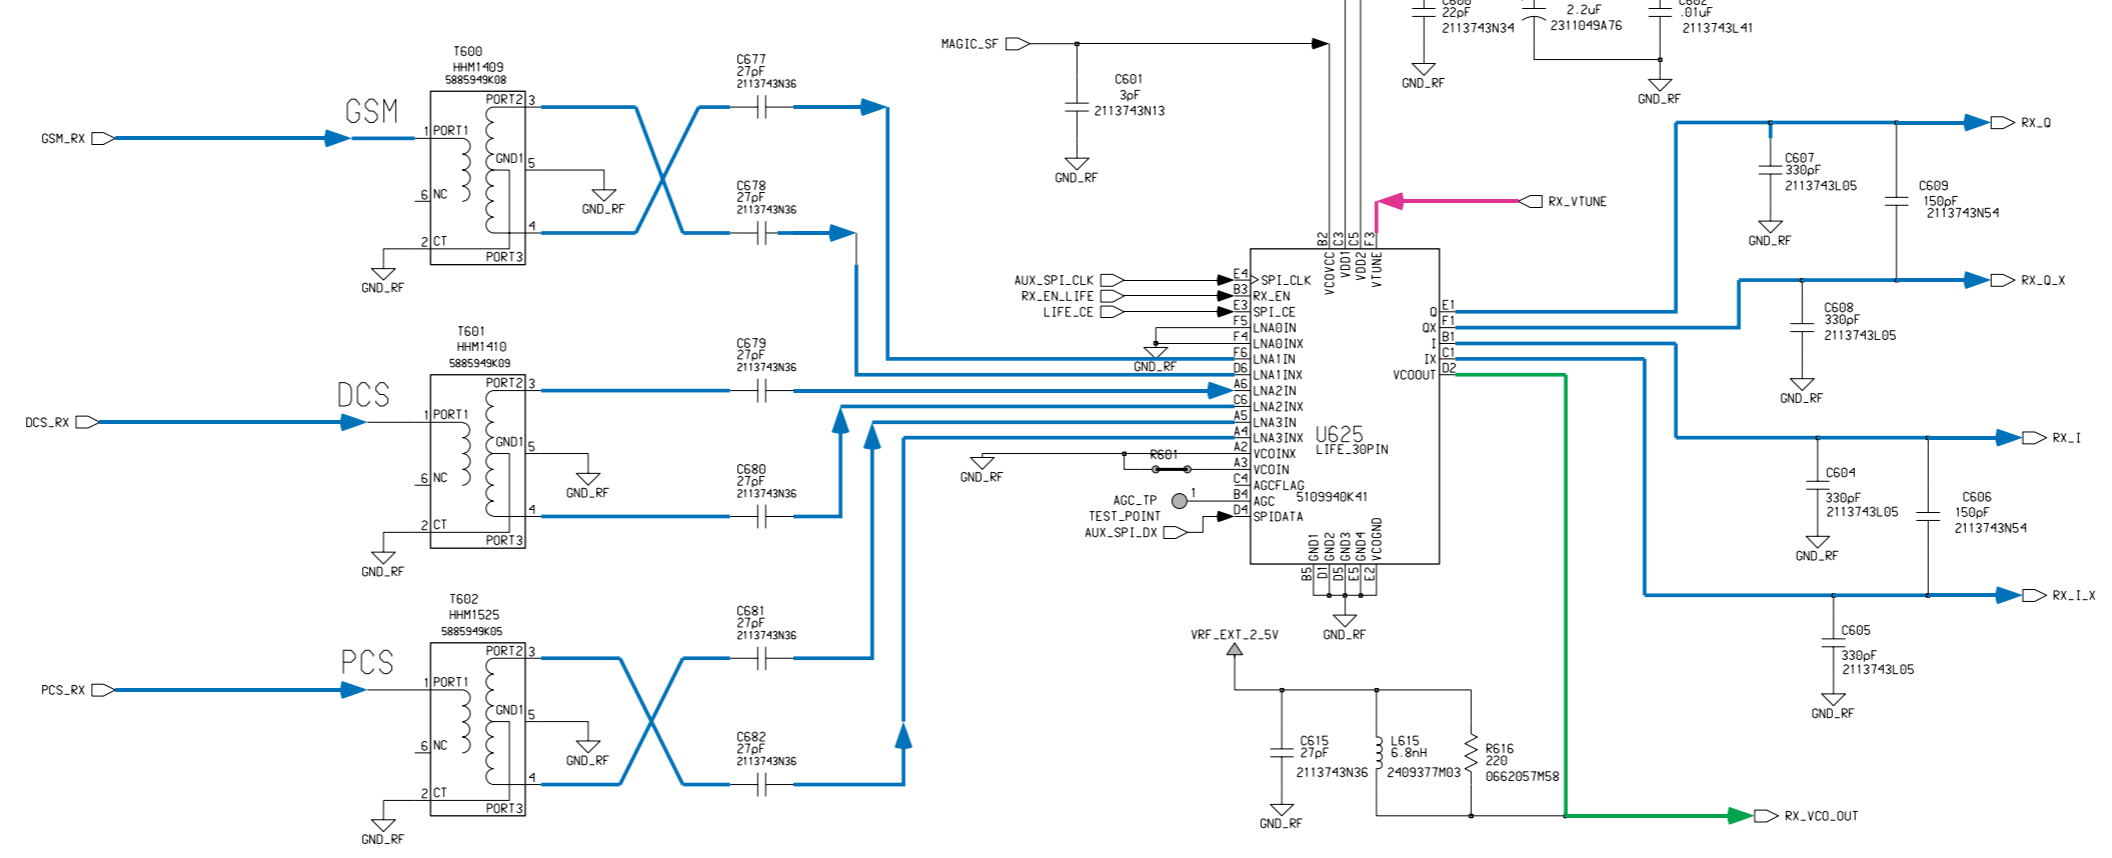 C600
22pF
2113743N34
2.2uF
2311049A76
C602
.01uF
2113743L41
GND_RF
GND_RF
MAGIC_SF
C601
3pF
2113743N13
GND_RF
T600
HHM1409
5885949K08
GSM
GSM_RX
1 PORT1
PORT2 3
GND1 5
6 NC
4
2 CT
PORT3
GND_RF
GND_RF
C677
27pF
2113743N36
C678
27pF
2113743N36
T601
HHM1410
5885949K09
DCS
DCS_RX
1 PORT1
PORT2 3
GND1 5
6 NC
4
2 CT
PORT3
GND_RF
GND_RF
C679
27pF
2113743N36
C680
27pF
2113743N36
T602
HHM1525
5885949K05
PCS
PCS_RX
1 PORT1
PORT2 3
GND1 5
6 NC
4
2 CT
PORT3
GND_RF
GND_RF
C681
27pF
2113743N36
C682
27pF
2113743N36
RX_VTUNE
B2 C3 C5 F3
VCOVCC VDD1 VDD2 VTUNE
AUX_SPI_CLK E4 SPI_CLK
RX_EN_LIFE B3 RX_EN
LIFE_CE E3 SPI_CE
F5 LNA0IN
F4 LNA0INX
GND_RF
F6 LNA1IN
D6 LNA1INX
A6 LNA2IN
C6 LNA2INX
A5 LNA3IN
A4 LNA3INX
A2 VCOINX
A3 VCOIN
C4 AGCFLAG
B4 AGC
D4 SPIDATA
R601
GND_RF
AGC_TP 1
TEST_POINT
AUX_SPI_DX
U625
LIFE_30PIN
5109940K41
Q E1
QX F1
I B1
IX C1
VCOOUT D2
GND1 GND2 GND3 GND4 VCOGND
B5 D1 D5 E5 E2
GND_RF
RX_Q
C607
330pF
2113743L05
GND_RF
C609
150pF
2113743N54
RX_Q_X
C608
330pF
2113743L05
GND_RF
RX_I
C604
330pF
2113743L05
GND_RF
C606
150pF
2113743N54
RX_I_X
C605
330pF
2113743L05
GND_RF
VRF_EXT_2_5V
C615
27pF
2113743N36
GND_RF
L615
6.8nH
2409377M03
R616
220
0662057M58
RX_VCO_OUT